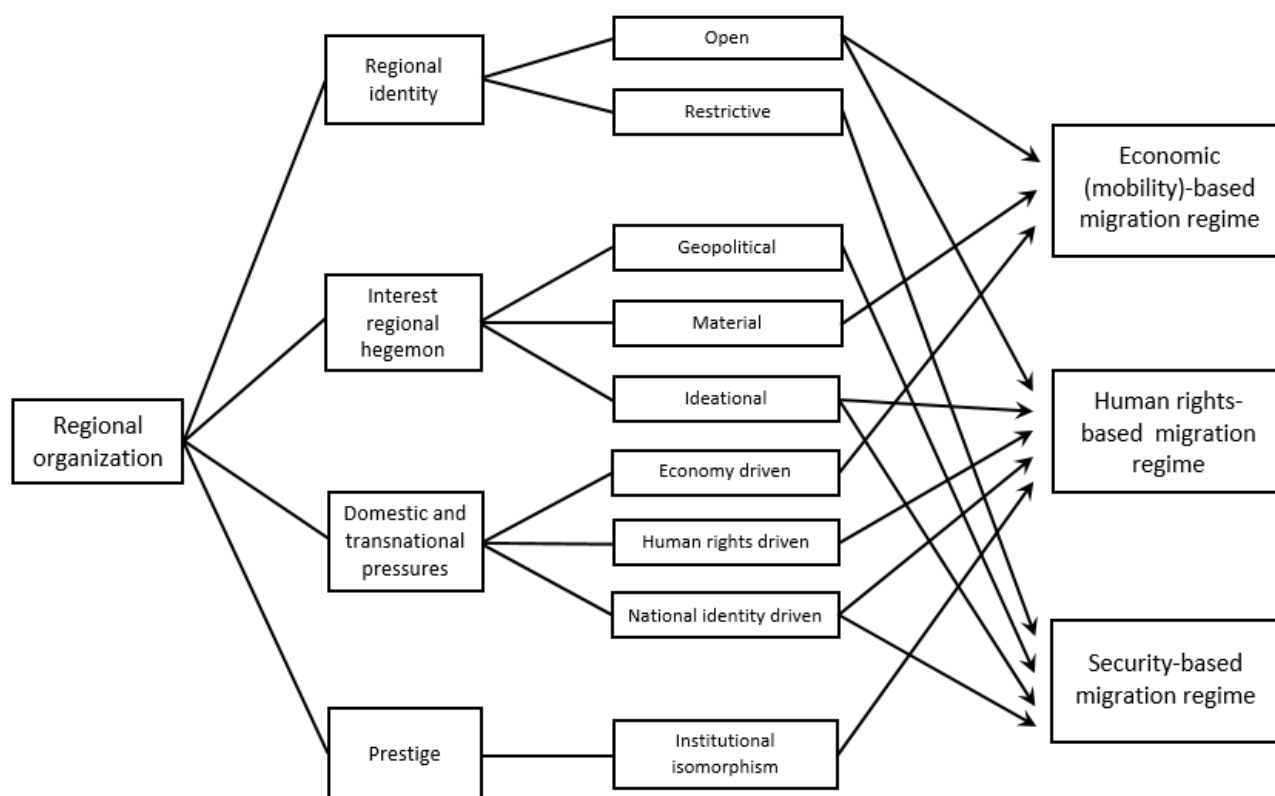 Regional
organization
Regional
identity
Interest
regional
hegemon
Domestic and
transnational
pressures
Prestige
Open
Restrictive
Geopolitical
Material
Ideational
Economy driven
Human rights driven
National identity driven
Institutional
isomorphism
Economic
(mobility)-based
migration regime
Human rights-
based migration
regime
Security-based
migration regime